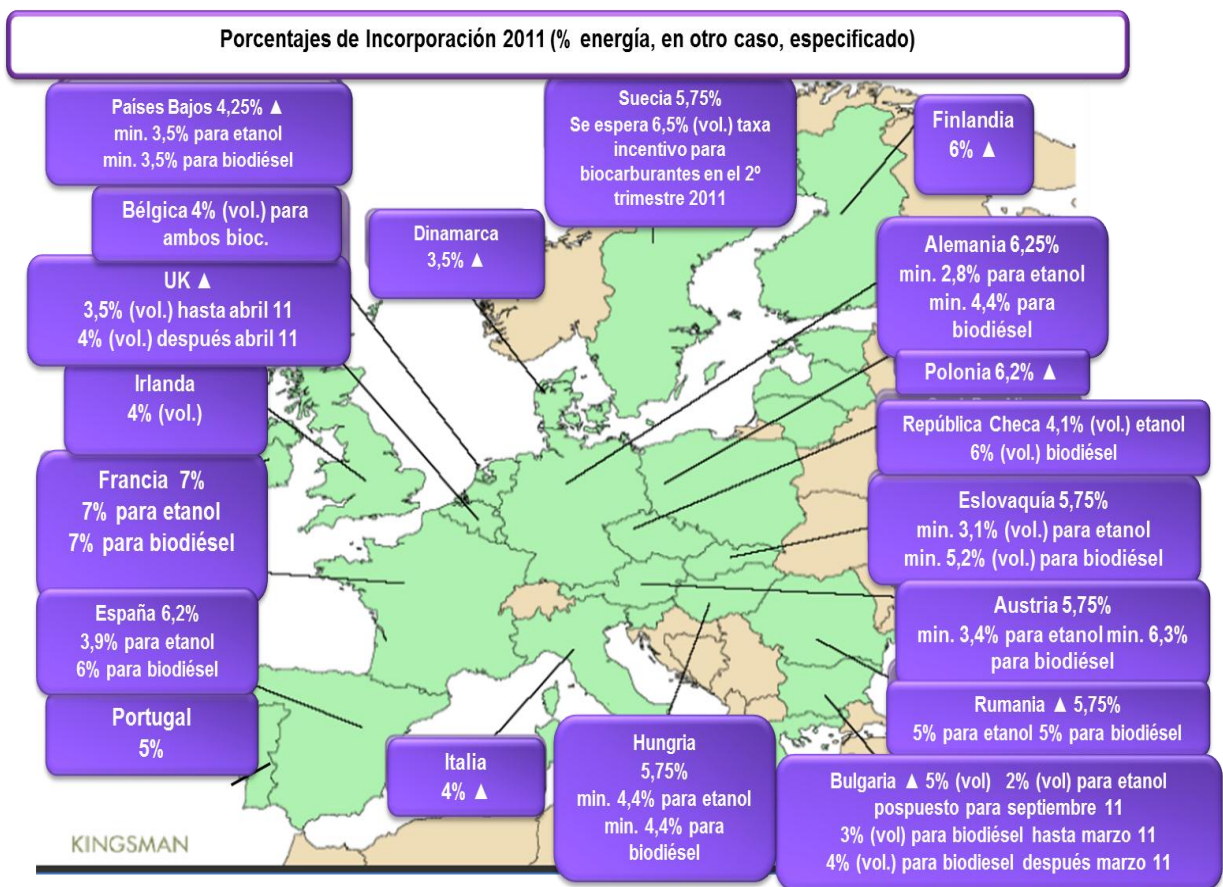 Porcentajes de Incorporación 2011 (% energía, en otro caso, especificado)
Países Bajos 4,25% ▲
min. 3,5% para etanol
min. 3,5% para biodiésel
Bélgica 4% (vol.) para
ambos bioc.
UK ▲
3,5% (vol.) hasta abril 11
4% (vol.) después abril 11
Irlanda
4% (vol.)
Francia 7%
7% para etanol
7% para biodiésel
España 6,2%
3,9% para etanol
6% para biodiésel
Portugal
5%
Dinamarca
3,5% ▲
Suecia 5,75%
Se espera 6,5% (vol.) taxa
incentivo para
biocarburantes en el 2º
trimestre 2011
Finlandia
6% ▲
Alemania 6,25%
min. 2,8% para etanol
min. 4,4% para
biodiésel
Polonia 6,2% ▲
República Checa 4,1% (vol.) etanol
6% (vol.) biodiésel
Eslovaquía 5,75%
min. 3,1% (vol.) para etanol
min. 5,2% (vol.) para biodiésel
Austria 5,75%
min. 3,4% para etanol min. 6,3%
para biodiésel
Rumania ▲ 5,75%
5% para etanol 5% para biodiésel
Bulgaria ▲ 5% (vol) 2% (vol) para etanol
pospuesto para septiembre 11
3% (vol) para biodiésel hasta marzo 11
4% (vol.) para biodiesel después marzo 11
Hungria
5,75%
min. 4,4% para etanol
min. 4,4% para
biodiésel
Italia
4% ▲
KINGSMAN